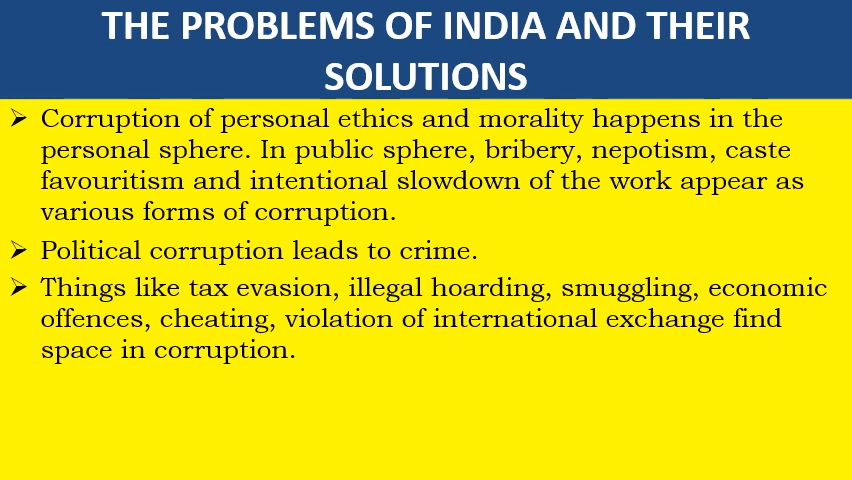 THE PROBLEMS OF INDIA AND THEIR
SOLUTIONS
➢ Corruption of personal ethics and morality happens in the
personal sphere. In public sphere, bribery, nepotism, caste
favouritism and intentional slowdown of the work appear as
various forms of corruption.
➢ Political corruption leads to crime.
➢ Things like tax evasion, illegal hoarding, smuggling, economic
offences, cheating, violation of international exchange find
space in corruption.